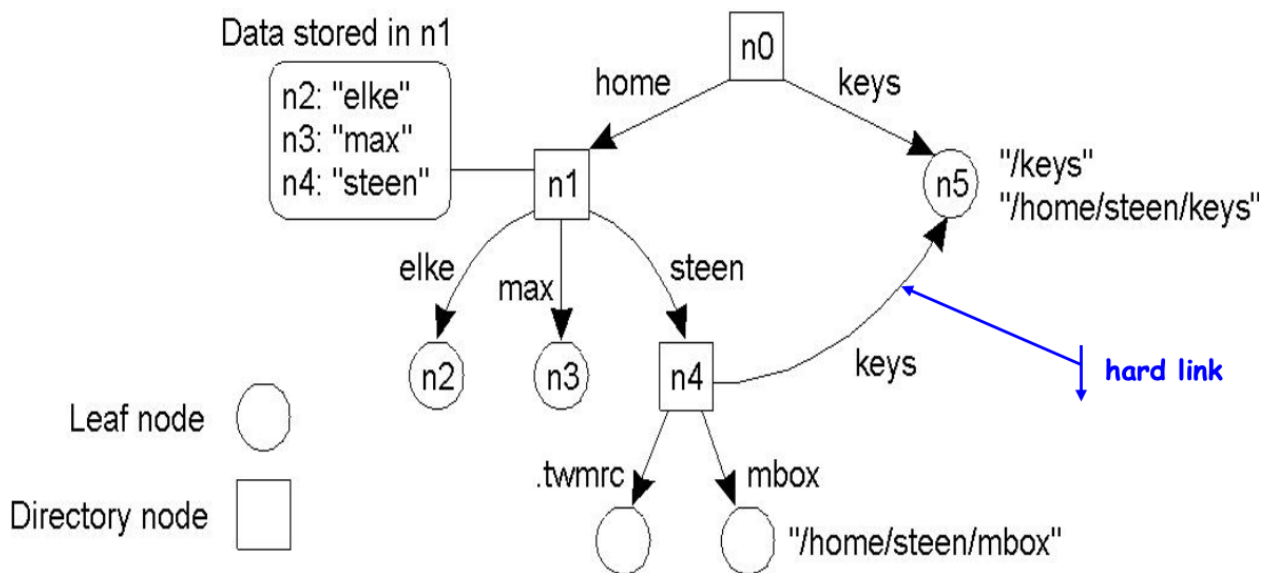 Data stored in n1
n0
n2: "elke"
n3: "max"
n4: "steen"
home
keys
n1
n5
"/keys"
"/home/steen/keys"
elke
max
steen
n2
n3
n4
keys
hard link
Leaf node
.twmrc
mbox
Directory node
"/home/steen/mbox"